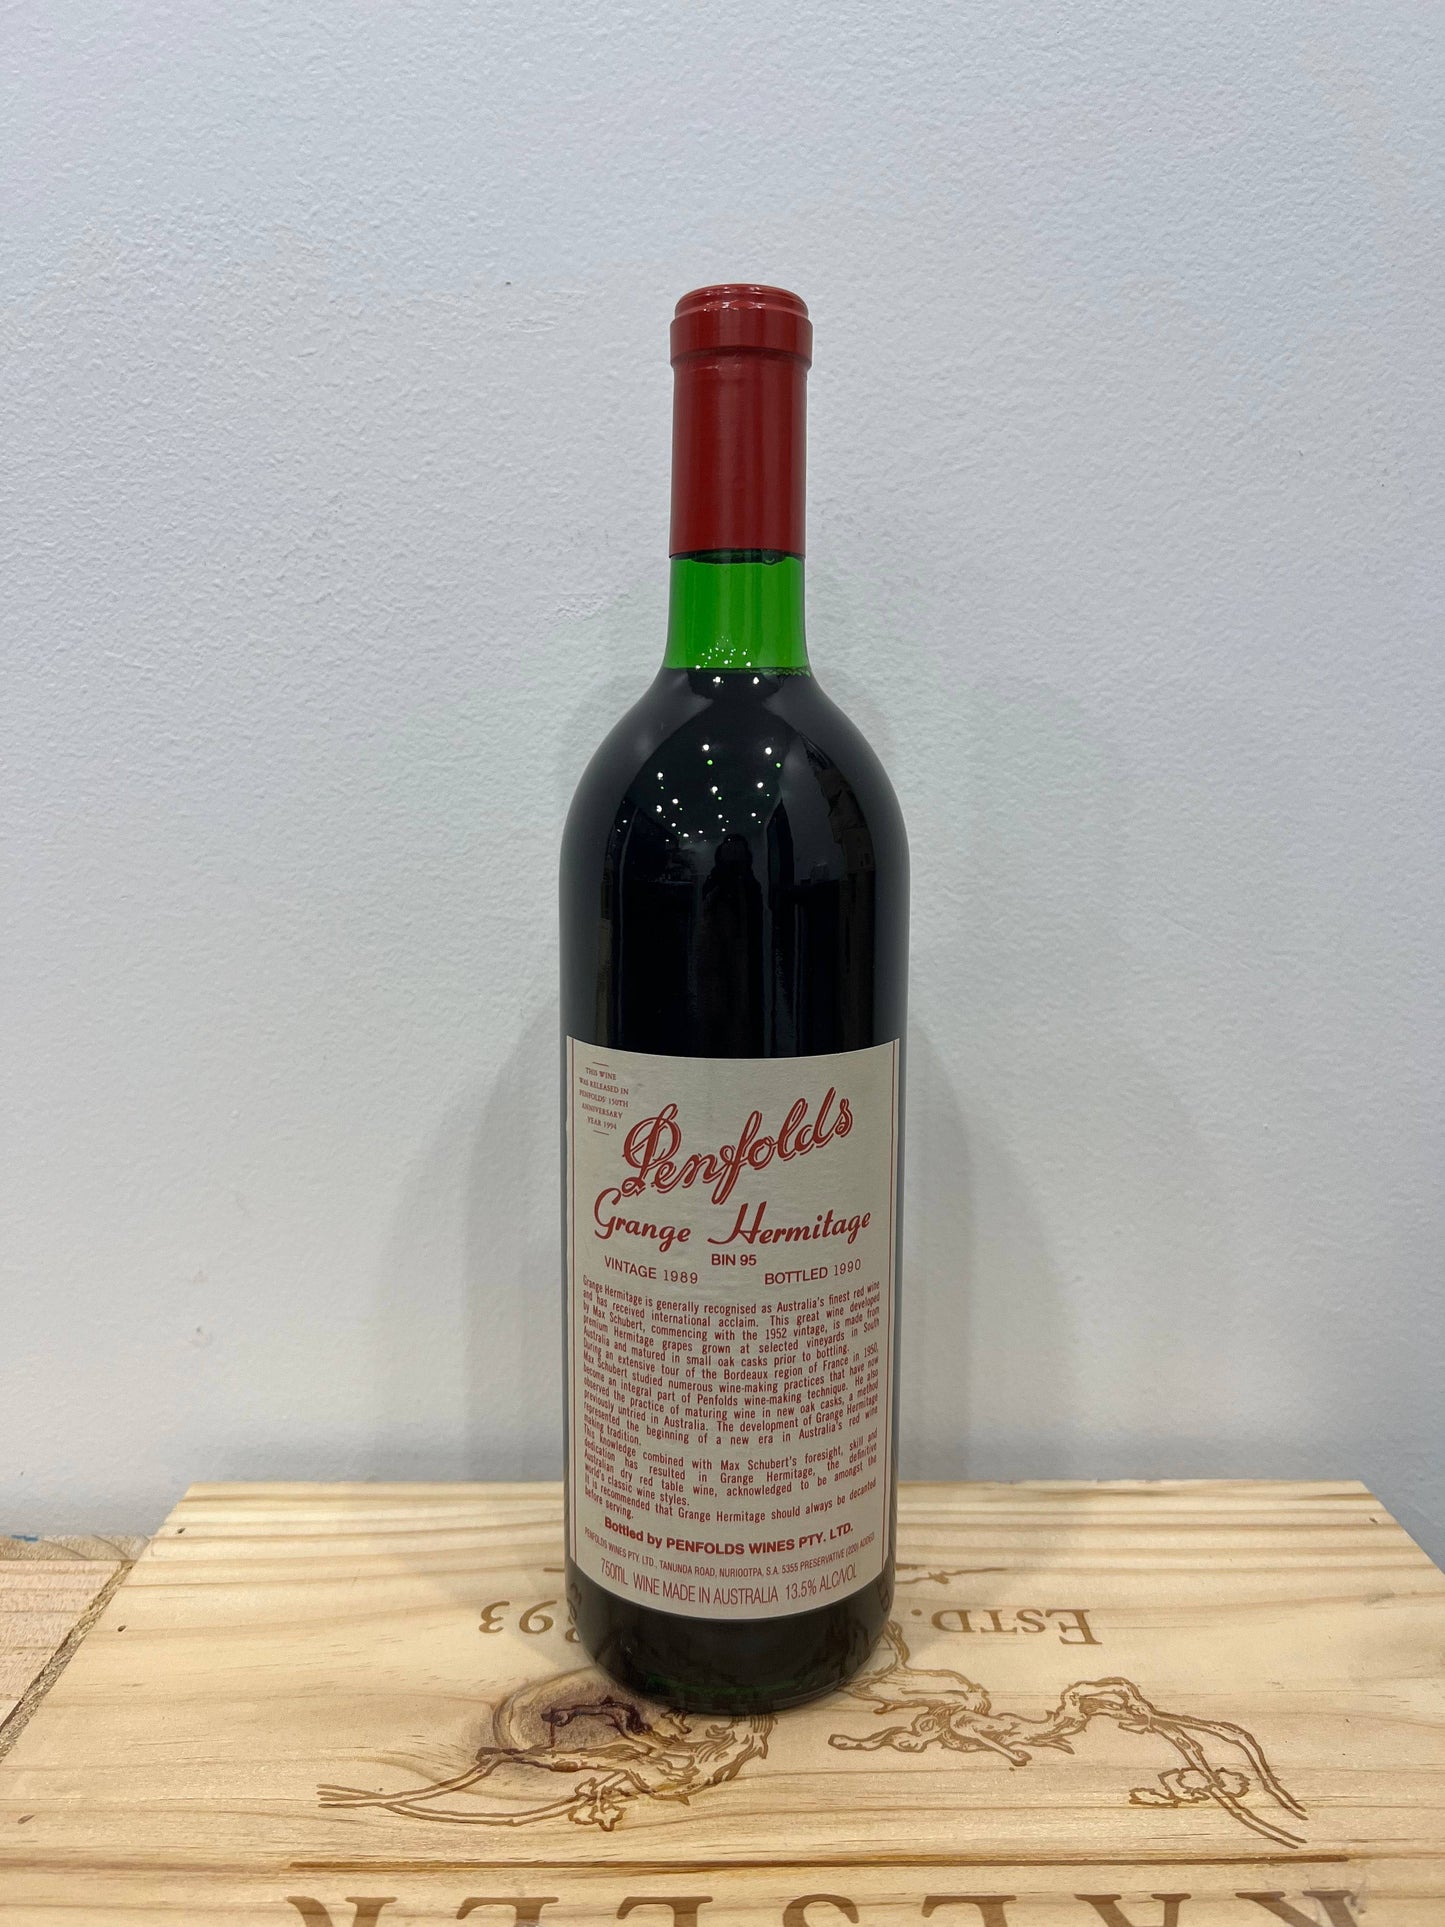 THIS WINE
WAS RELEASED IN
PENFOLDS' 150TH
ANNIVERSARY
YEAR 1994
Penfolds
Grange Hermitage
BIN 95
VINTAGE 1989 BOTTLED 1990
Grange Hermitage is generally recognised as Australia's finest red wine
and has received international acclaim. This great wine developed
by Max Schubert, commencing with the 1952 vintage, is made from
premium Hermitage grapes grown at selected vineyards in South
Australia and matured in small oak casks prior to bottling.
During an extensive tour of the Bordeaux region of France in 1950,
Max Schubert studied numerous wine-making practices that have now
become an integral part of Penfolds wine-making technique. He also
observed the practice of maturing wine in new oak casks, a method
previously untried in Australia. The development of Grange Hermitage
represented the beginning of a new era in Australia's red wine
making tradition.
This knowledge combined with Max Schubert's foresight, skill and
dedication has resulted in Grange Hermitage, the definitive
Australian dry red table wine, acknowledged to be amongst the
world's classic wine styles.
It is recommended that Grange Hermitage should always be decanted
before serving.
Bottled by PENFOLDS WINES PTY. LTD.
PENFOLDS WINES PTY. LTD., TANUNDA ROAD, NURIOOTPA, S.A. 5355 PRESERVATIVE (220) ADDED
750ML WINE MADE IN AUSTRALIA 13.5% ALC/VOL
ESTD.
893
KAESLER